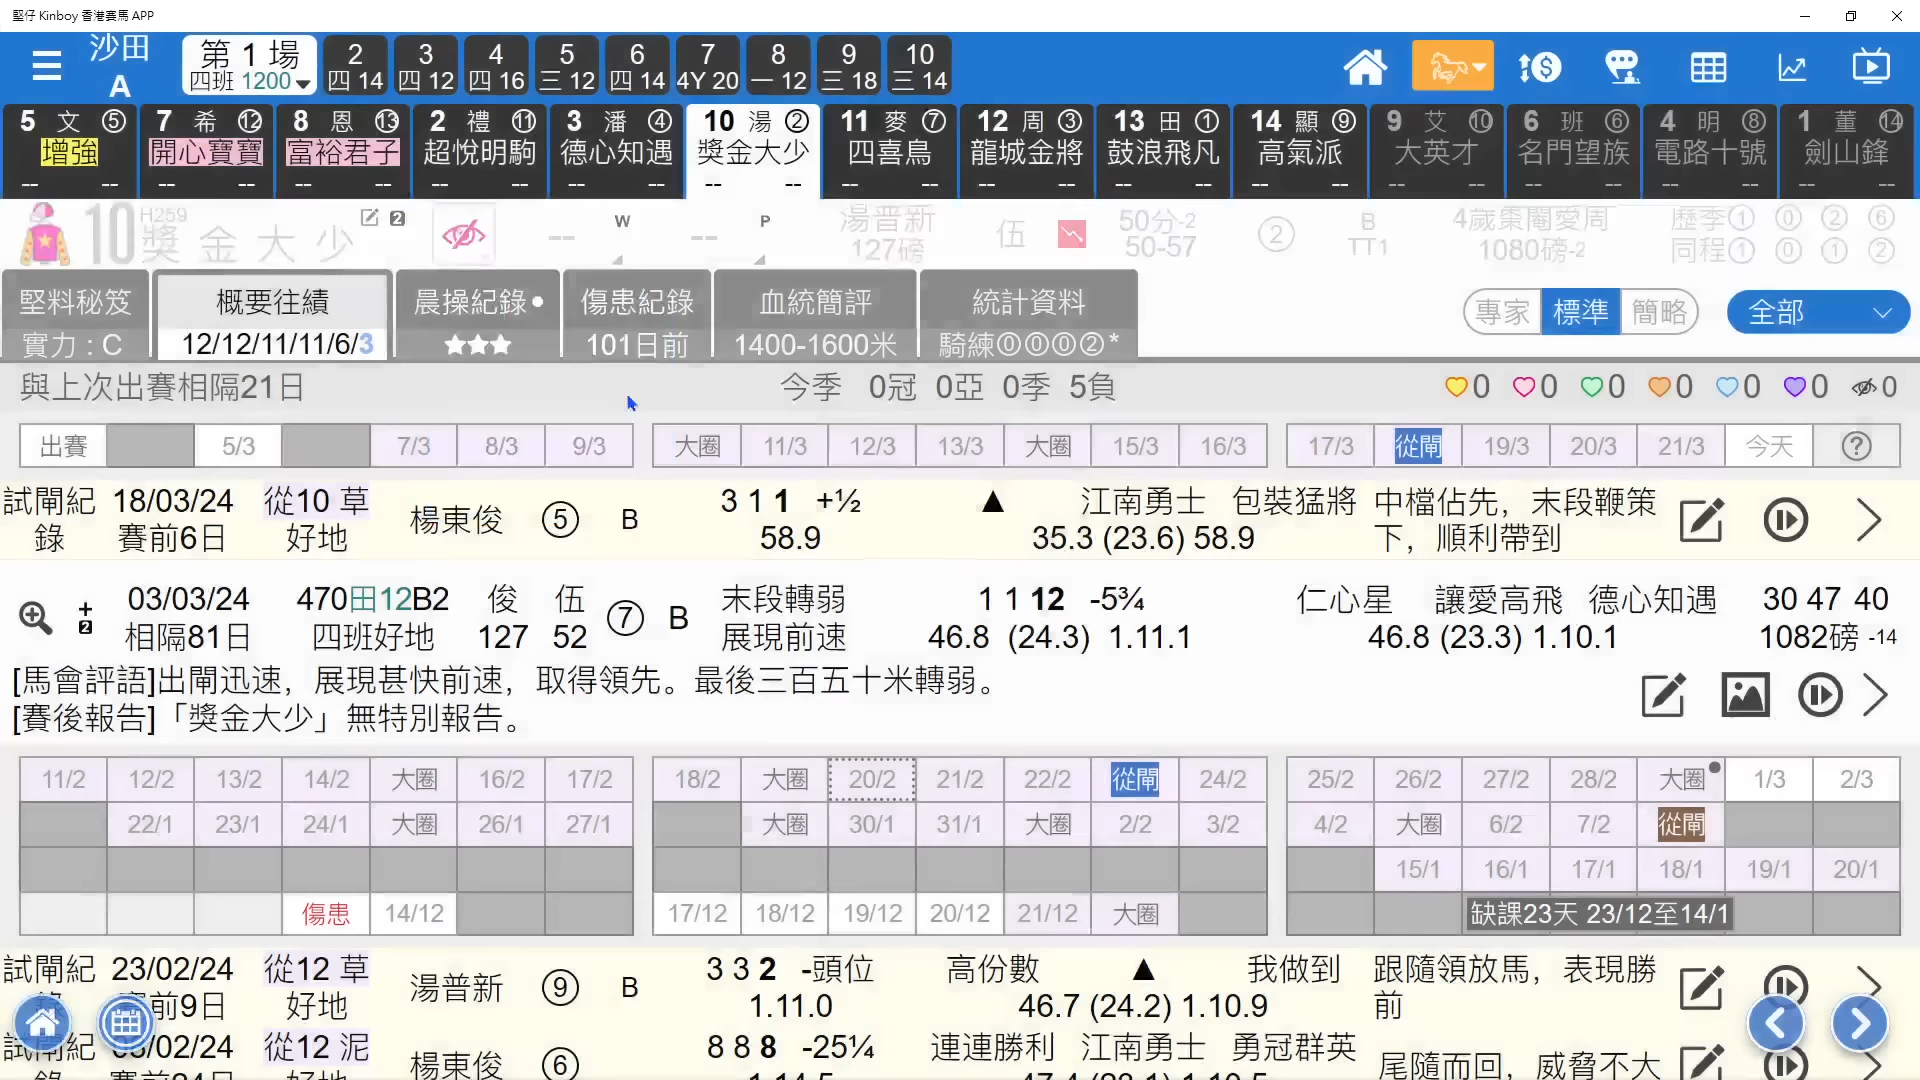 堅仔 Kinboy 香港賽馬 APP
沙田 A
第 1 場 四班 1200
2 四 14
3 四 12
4 四 16
5 三 12
6 四 14
7 4Y 20
8 一 12
9 三 18
10 三 14
5 文 ⑤ 增強 -- --
7 希 ⑫ 開心寶寶 -- --
8 恩 ⑬ 富裕君子 -- --
2 禮 ⑪ 超悅明駒 -- --
3 潘 ④ 德心知遇 -- --
10 湯 ② 獎金大少 -- --
11 麥 ⑦ 四喜鳥 -- --
12 周 ③ 龍城金將 -- --
13 田 ① 鼓浪飛凡 -- --
14 顯 ⑨ 高氣派 -- --
9 艾 ⑩ 大英才 -- --
6 班 ⑥ 名門望族 -- --
4 明 ⑧ 電路十號 -- --
1 董 ⑭ 劍山鋒 -- --
10 H259 獎金大少 2
-- W -- P
湯普新 127磅
伍
50分-2 50-57
②
B TT1
4歲棗閹愛周 1080磅-2
歷季① ⓪ ② ⑥
同程① ⓪ ① ②
堅料秘笈 實力 : C
概要往績 12/12/11/11/6/3
晨操紀錄● ★★★
傷患紀錄 101日前
血統簡評 1400-1600米
統計資料 騎練⓪⓪⓪②*
專家 標準 簡略
全部
與上次出賽相隔21日
今季 0冠 0亞 0季 5負
0 0 0 0 0 0 0
出賽 5/3 7/3 8/3 9/3 大圈 11/3 12/3 13/3 大圈 15/3 16/3 17/3 從閘 19/3 20/3 21/3 今天 ?
試閘紀錄 18/03/24 賽前6日 從10 草 好地 楊東俊 ⑤ B 3 1 1 +½ 58.9 ▲ 江南勇士 包裝猛將 35.3 (23.6) 58.9 中檔佔先，末段鞭策下，順利帶到
±2 03/03/24 相隔81日 470田12B2 四班好地 俊 127 伍 52 ⑦ B 末段轉弱 展現前速 1 1 12 -5¾ 46.8 (24.3) 1.11.1 仁心星 讓愛高飛 德心知遇 46.8 (23.3) 1.10.1 30 47 40 1082磅 -14
[馬會評語]出閘迅速，展現甚快前速，取得領先。最後三百五十米轉弱。
[賽後報告]「獎金大少」無特別報告。
11/2 12/2 13/2 14/2 大圈 16/2 17/2 18/2 大圈 20/2 21/2 22/2 從閘 24/2 25/2 26/2 27/2 28/2 大圈 1/3 2/3
22/1 23/1 24/1 大圈 26/1 27/1 大圈 30/1 31/1 大圈 2/2 3/2 4/2 大圈 6/2 7/2 從閘
15/1 16/1 17/1 18/1 19/1 20/1
傷患 14/12 17/12 18/12 19/12 20/12 21/12 大圈 缺課23天 23/12至14/1
試閘紀 23/02/24 前9日 從12 草 好地 湯普新 ⑨ B 3 3 2 -頭位 1.11.0 高份數 ▲ 我做到 46.7 (24.2) 1.10.9 跟隨領放馬，表現勝前
試閘紀 從12 泥 楊東俊 ⑥ 8 8 8 -25¼ 連連勝利 江南勇士 勇冠群英 尾隨而回，威脅不大